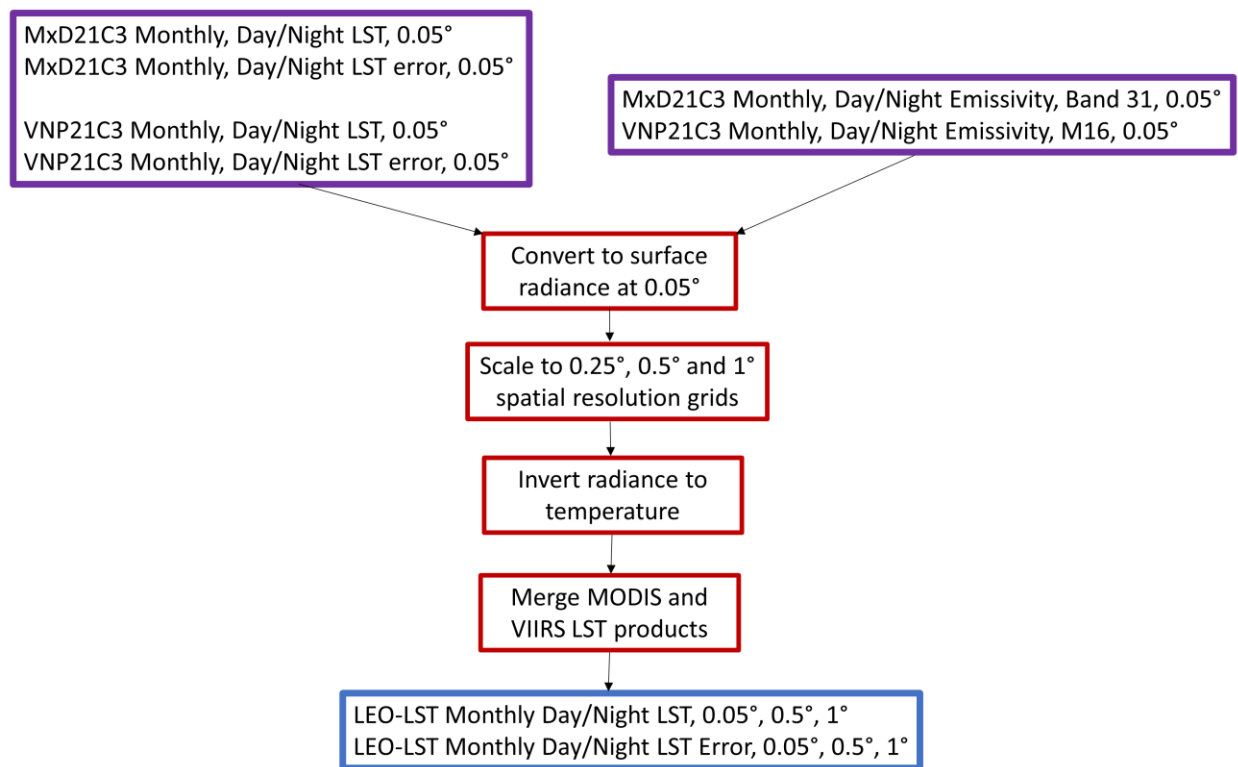 MxD21C3 Monthly, Day/Night LST, 0.05°
MxD21C3 Monthly, Day/Night LST error, 0.05°
VNP21C3 Monthly, Day/Night LST, 0.05°
VNP21C3 Monthly, Day/Night LST error, 0.05°
MxD21C3 Monthly, Day/Night Emissivity, Band 31, 0.05°
VNP21C3 Monthly, Day/Night Emissivity, M16, 0.05°
Convert to surface
radiance at 0.05°
Scale to 0.25°, 0.5° and 1°
spatial resolution grids
Invert radiance to
temperature
Merge MODIS and
VIIRS LST products
LEO-LST Monthly Day/Night LST, 0.05°, 0.5°, 1°
LEO-LST Monthly Day/Night LST Error, 0.05°, 0.5°, 1°